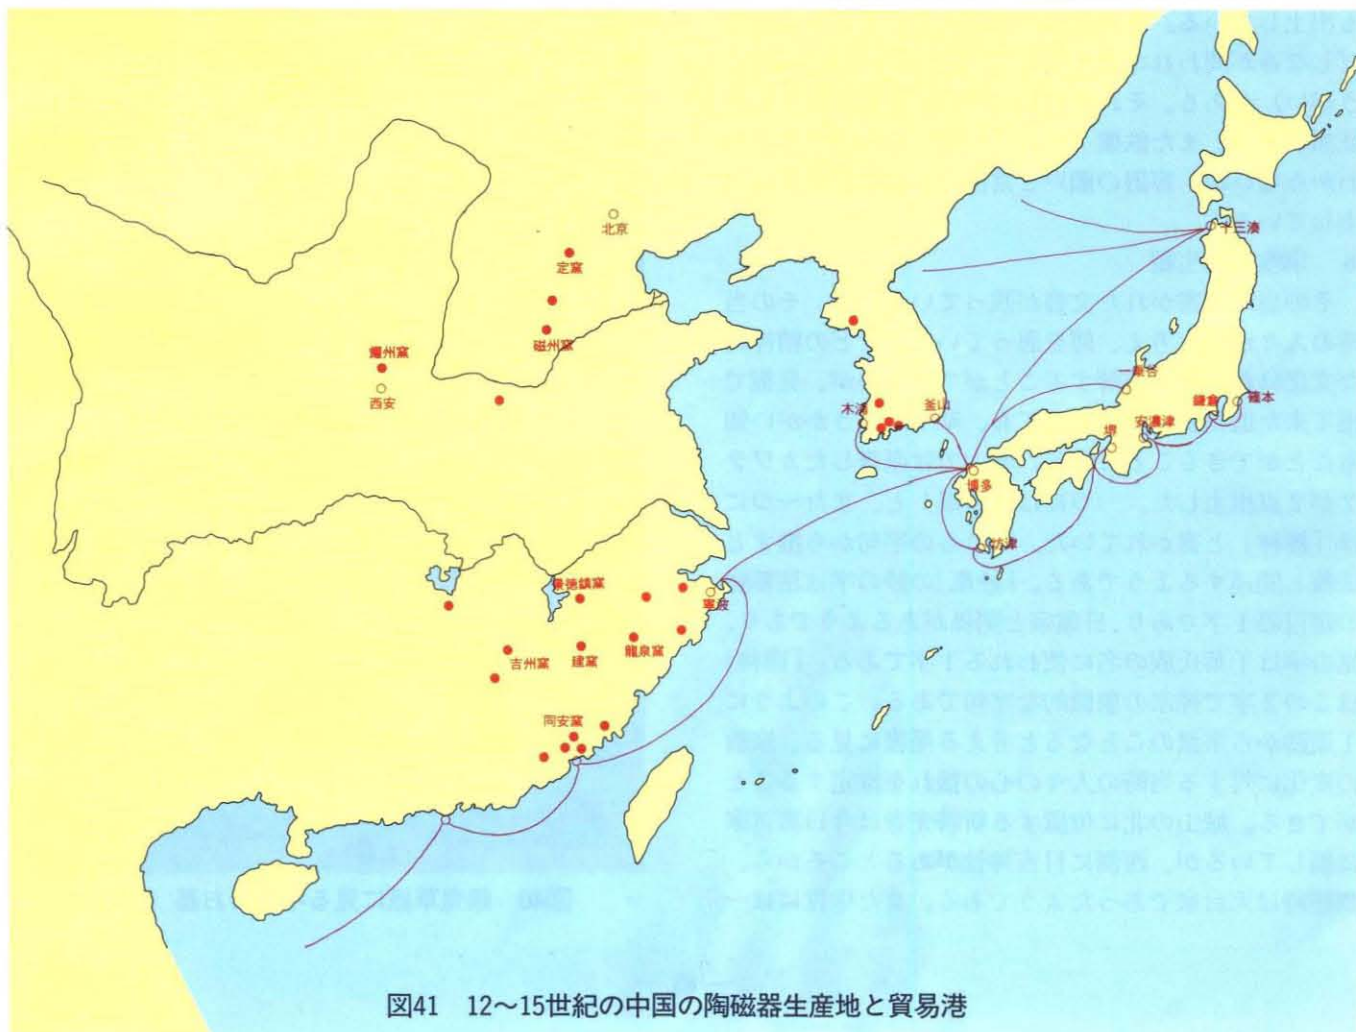 北京
定窯
磁州窯
耀州窯
西安
十三湊
一乗谷
鎌倉
木浦
釜山
堺
安濃津
博多
坊津
景徳鎮窯
寧波
吉州窯
建窯
龍泉窯
同安窯
図41 12〜15世紀の中国の陶磁器生産地と貿易港